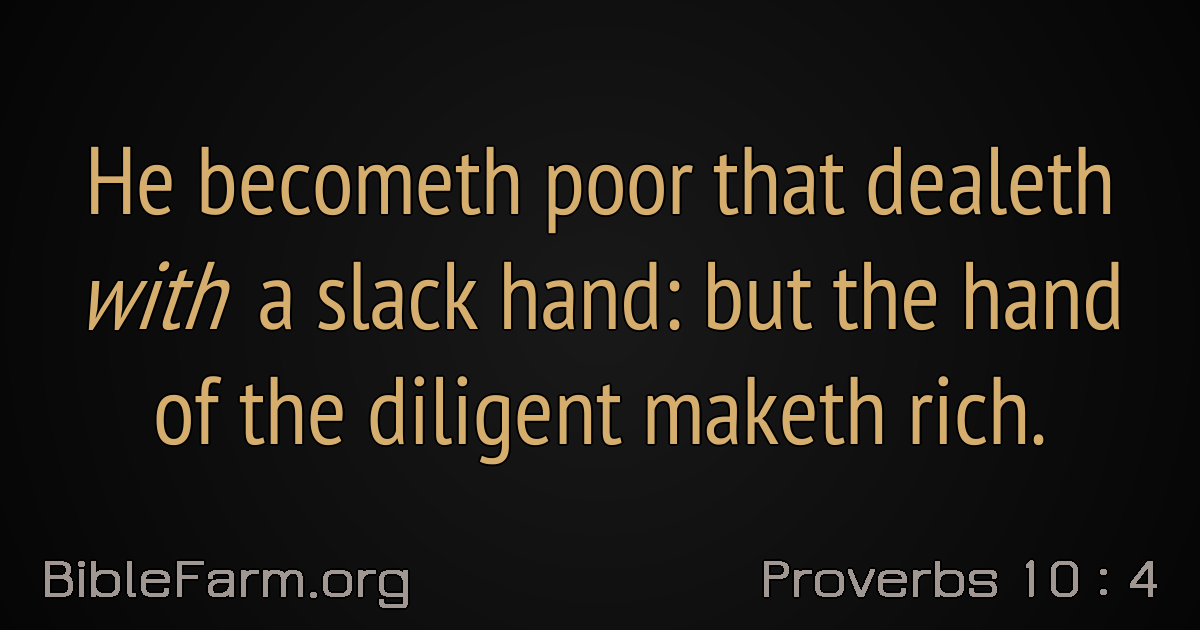 He becometh poor that dealeth
with a slack hand: but the hand
of the diligent maketh rich.
BibleFarm.org
Proverbs 10 : 4